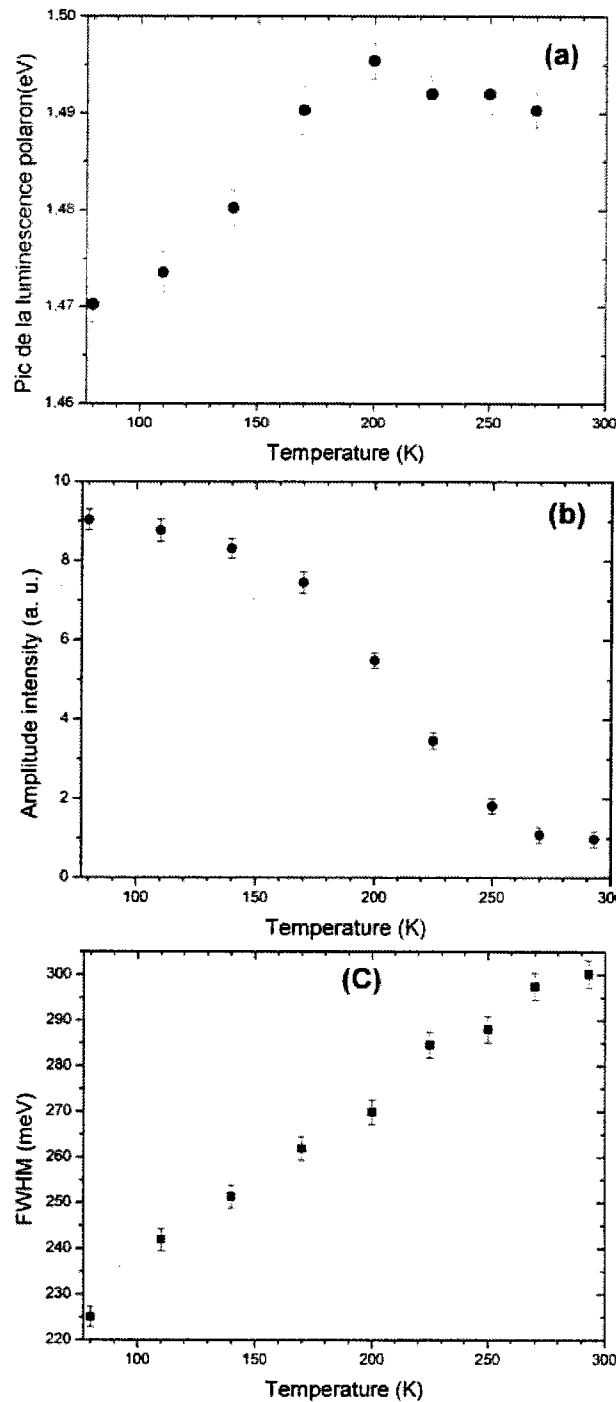 (a)
Pic de la luminescence polaron(eV)
1,50
1,49
1,48
1,47
1,46
100 150 200 250 300
Temperature (K)
(b)
Amplitude intensity (a. u.)
10
8
6
4
2
0
100 150 200 250 300
Temperature (K)
(C)
FWHM (meV)
300
290
280
270
260
250
240
230
220
100 150 200 250 300
Temperature (K)